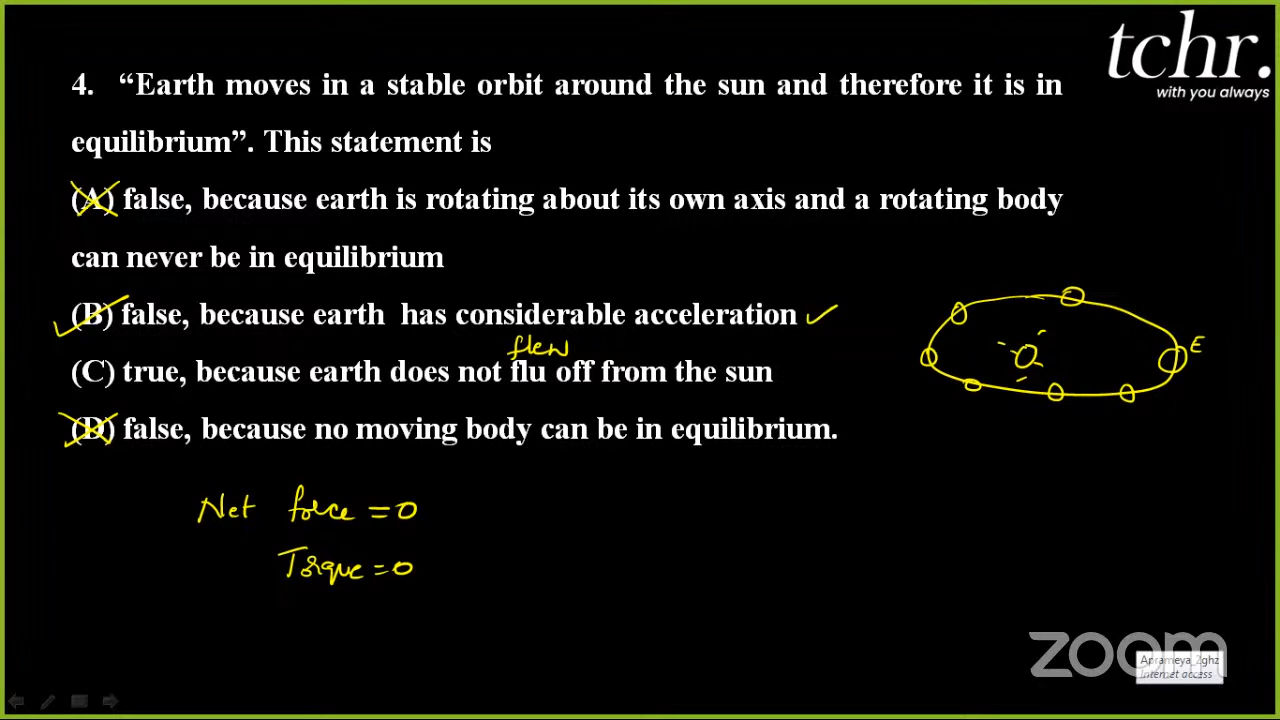 tchr.
with you always
4. “Earth moves in a stable orbit around the sun and therefore it is in
equilibrium”. This statement is
(A) false, because earth is rotating about its own axis and a rotating body
can never be in equilibrium
(B) false, because earth has considerable acceleration
flew
(C) true, because earth does not flu off from the sun
(D) false, because no moving body can be in equilibrium.
E
Net force = 0
Torque = 0
zoom
Aprameya_2ghz
Internet access